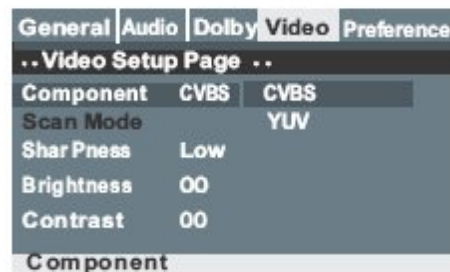 General Audio Dolby Video Preference
..Video Setup Page ..
Component CVBS CVBS
Scan Mode YUV
Shar Pness Low
Brightness 00
Contrast 00
Component